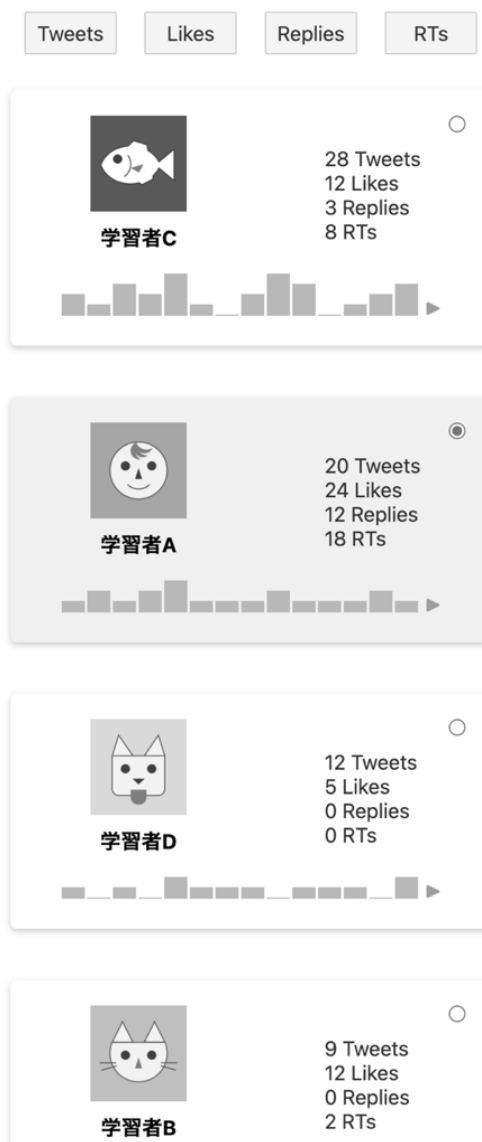 Tweets Likes Replies RTs
28 Tweets
12 Likes
3 Replies
8 RTs
学習者C
20 Tweets
24 Likes
12 Replies
18 RTs
学習者A
12 Tweets
5 Likes
0 Replies
0 RTs
学習者D
9 Tweets
12 Likes
0 Replies
2 RTs
学習者B